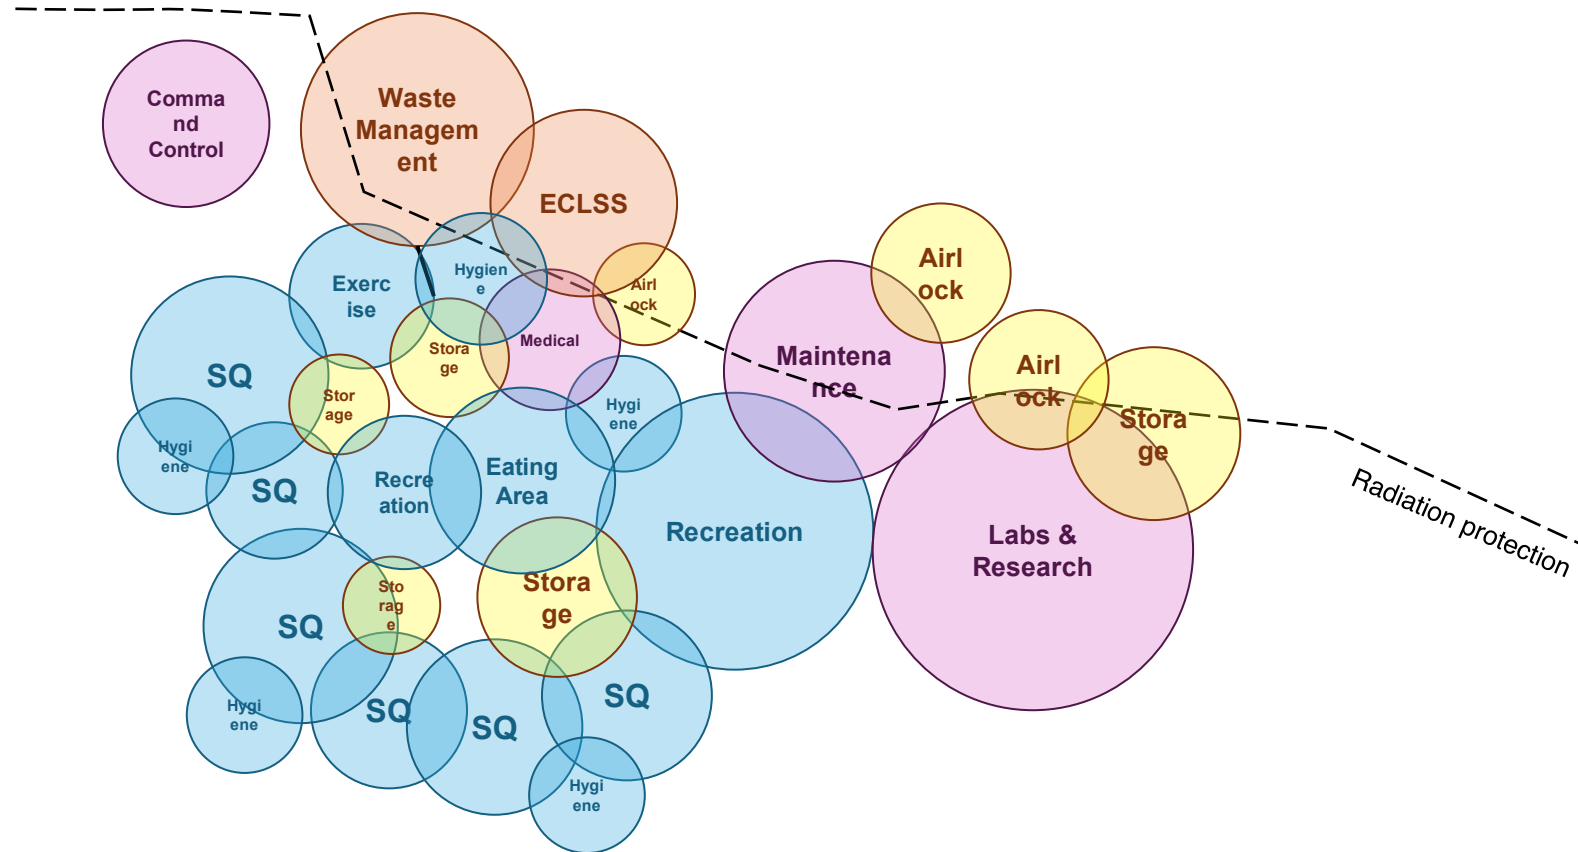 Comma
nd
Control
Waste
Managem
ent
ECLSS
Airl
ock
Hygien
e
Exerc
ise
Airl
ock
Stora
ge
Medical
Maintena
nce
Airl
ock
SQ
Stor
age
Hygi
ene
Stora
ge
Hygi
ene
SQ
Recre
ation
Eating
Area
Recreation
Labs &
Research
Radiation protection
Sto
rag
e
Stora
ge
SQ
SQ
Hygi
ene
SQ
SQ
SQ
Hygi
ene